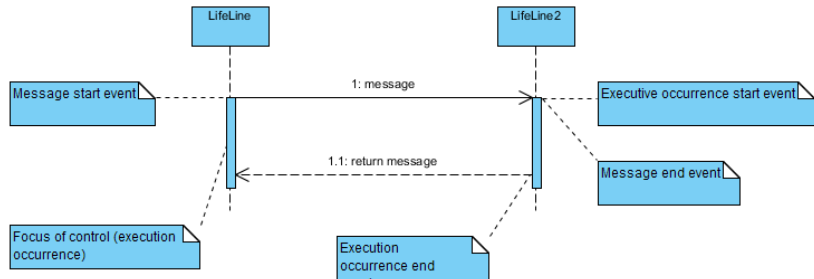 LifeLine
LifeLine2
1: message
Message start event
Executive occurrence start event
1.1: return message
Message end event
Focus of control (execution
occurrence)
Execution
occurrence end